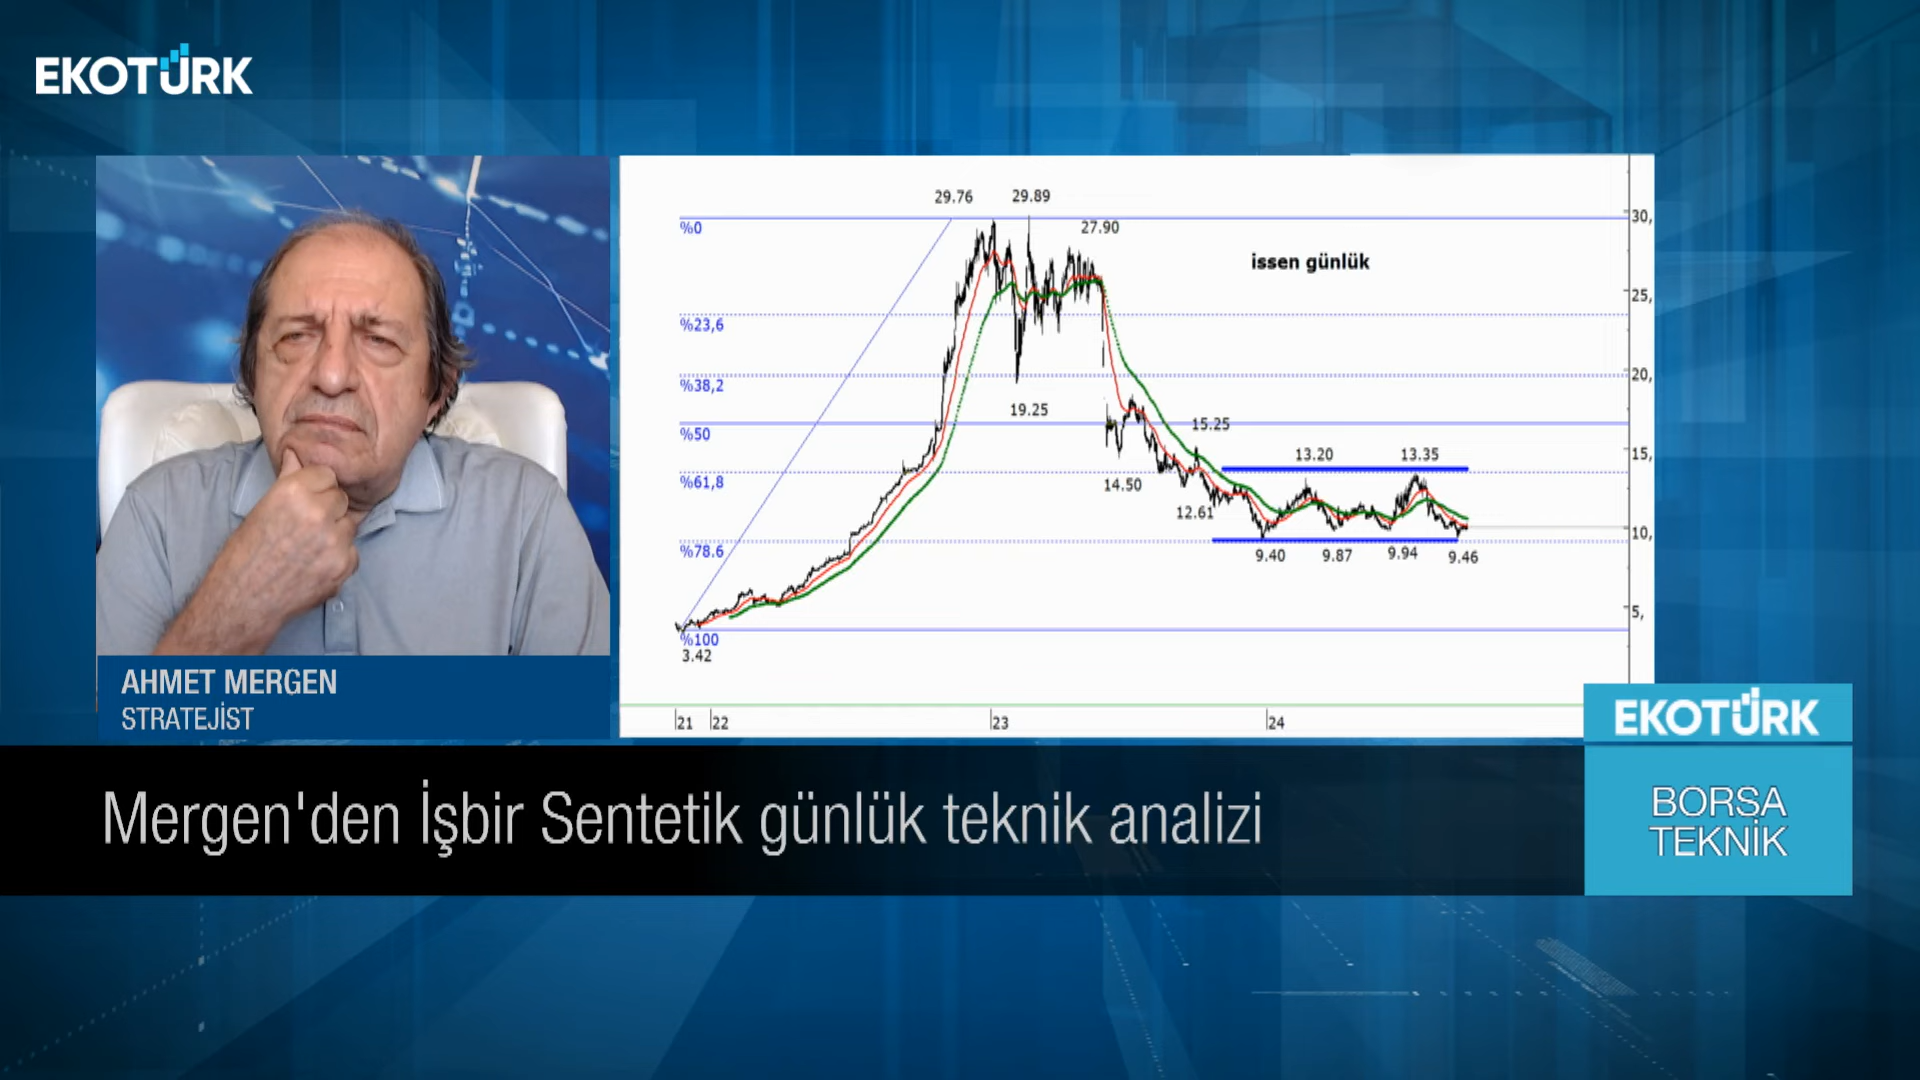 EKOTÜRK
29.76 29.89
27.90
issen günlük
%0
%23,6
%38,2
%50
%61,8
%78.6
%100
3.42
19.25
14.50
15.25
12.61
13.20
13.35
9.40
9.87
9.94
9.46
30,
25,
20,
15,
10,
5,
21 22 23 24
AHMET MERGEN
STRATEJİST
EKOTÜRK
Mergen'den İşbir Sentetik günlük teknik analizi
BORSA
TEKNİK